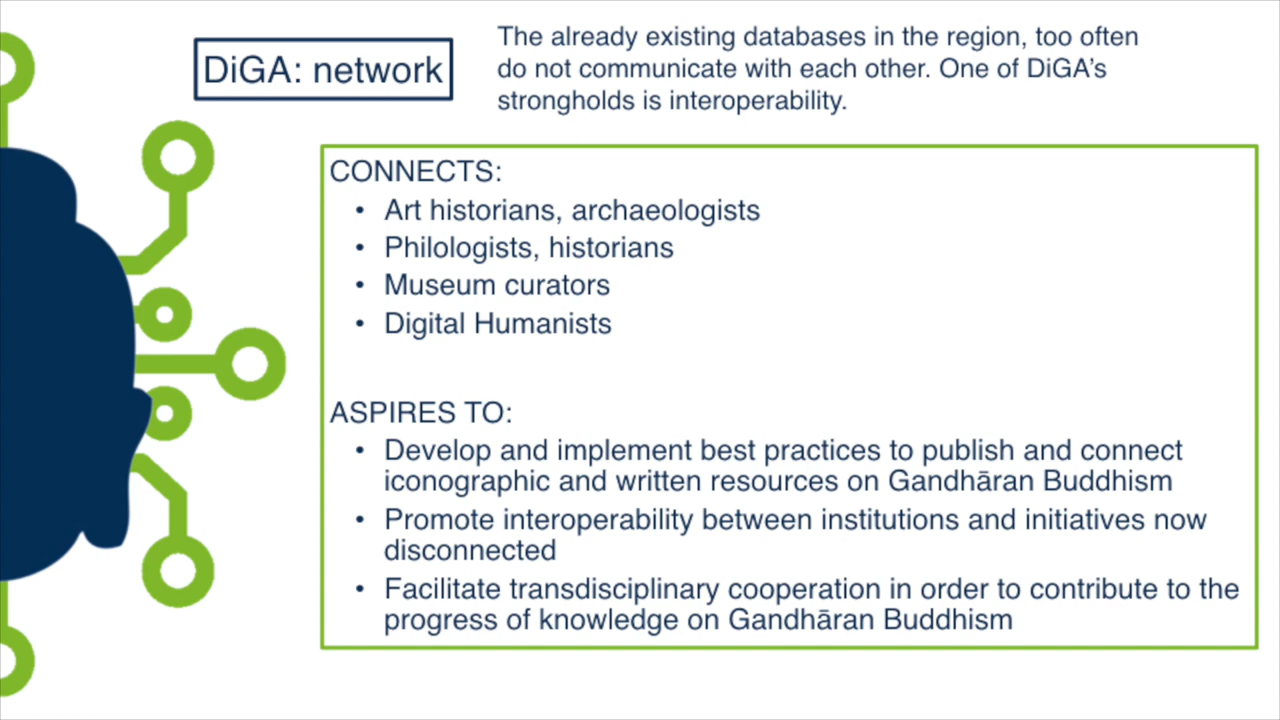 DiGA: network
The already existing databases in the region, too often
do not communicate with each other. One of DiGA's
strongholds is interoperability.
CONNECTS:
• Art historians, archaeologists
• Philologists, historians
• Museum curators
• Digital Humanists
ASPIRES TO:
• Develop and implement best practices to publish and connect
iconographic and written resources on Gandhāran Buddhism
• Promote interoperability between institutions and initiatives now
disconnected
• Facilitate transdisciplinary cooperation in order to contribute to the
progress of knowledge on Gandhāran Buddhism